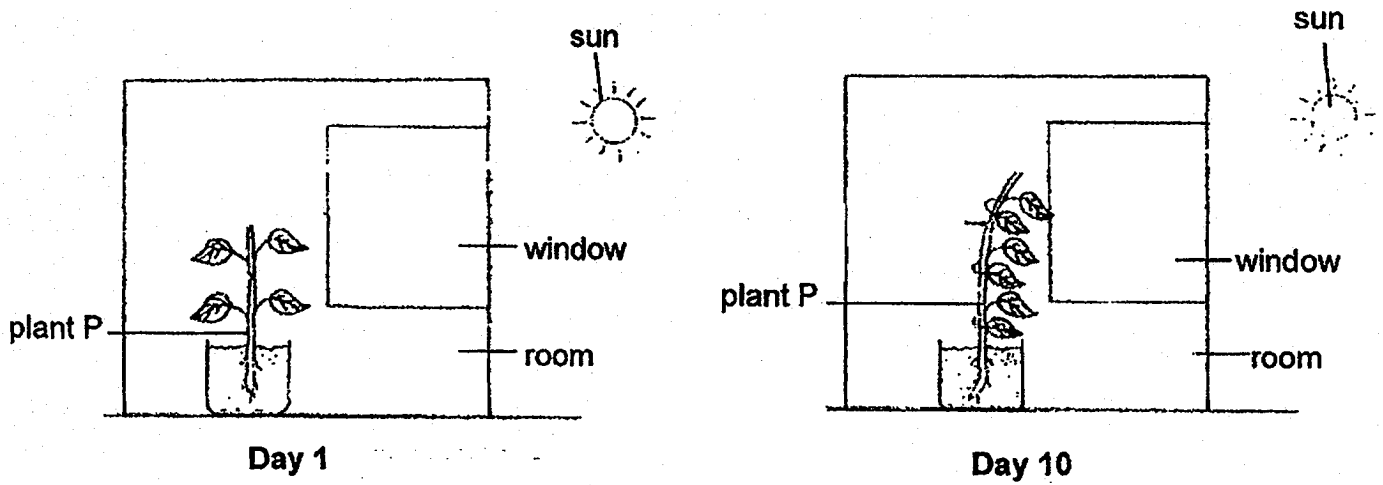 sun
window
plant P
room
Day 1
sun
window
plant P
room
Day 10